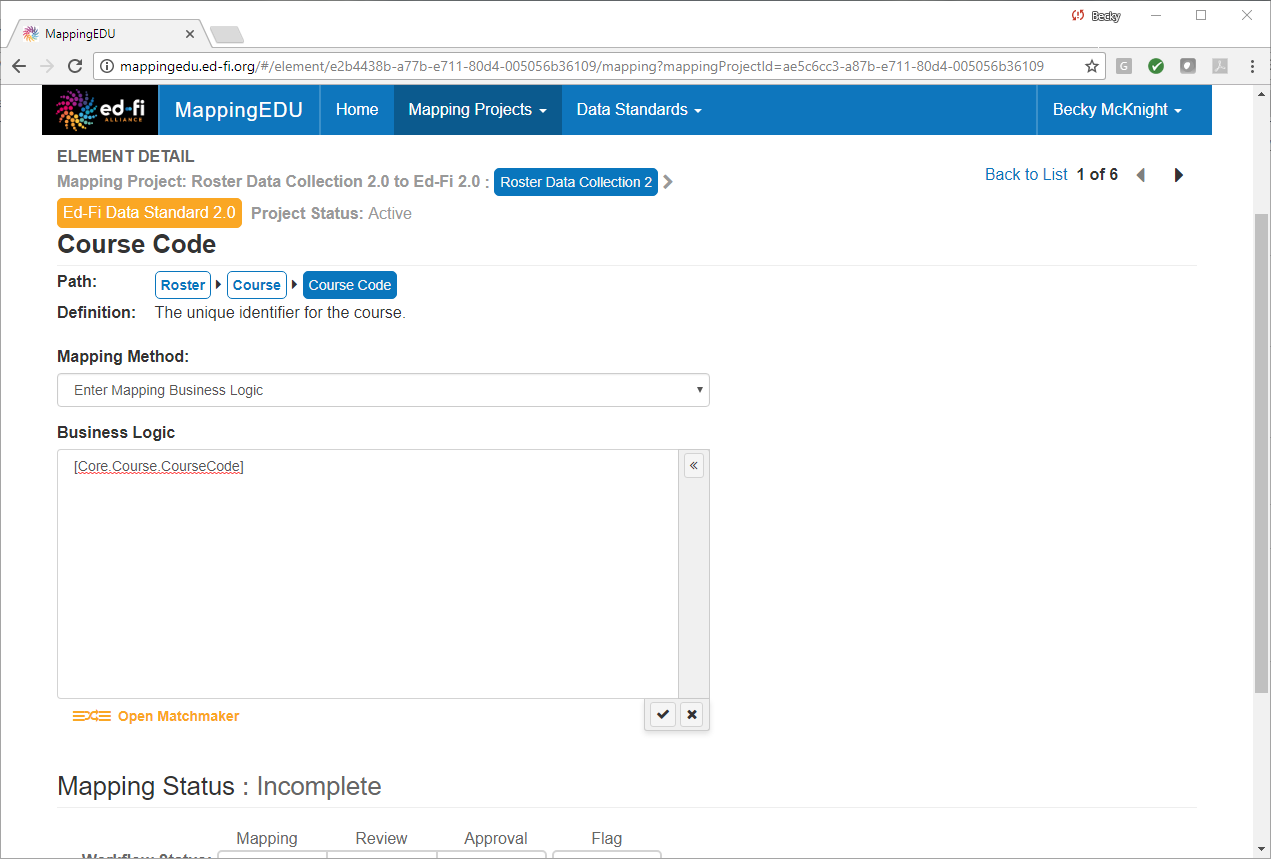 Becky
MappingEDU
mappingedu.ed-fi.org/#/element/e2b4438b-a77b-e711-80d4-005056b36109/mapping?mappingProjectId=ae5c6cc3-a87b-e711-80d4-005056b36109
G
ed-fi
ALLIANCE
MappingEDU Home Mapping Projects Data Standards Becky McKnight
ELEMENT DETAIL
Mapping Project: Roster Data Collection 2.0 to Ed-Fi 2.0 : Roster Data Collection 2
Back to List 1 of 6
Ed-Fi Data Standard 2.0 Project Status: Active
Course Code
Path: Roster Course Course Code
Definition: The unique identifier for the course.
Mapping Method:
Enter Mapping Business Logic
Business Logic
[Core.Course.CourseCode]
«
Open Matchmaker
Mapping Status : Incomplete
Mapping Review Approval Flag
Workflow Status: